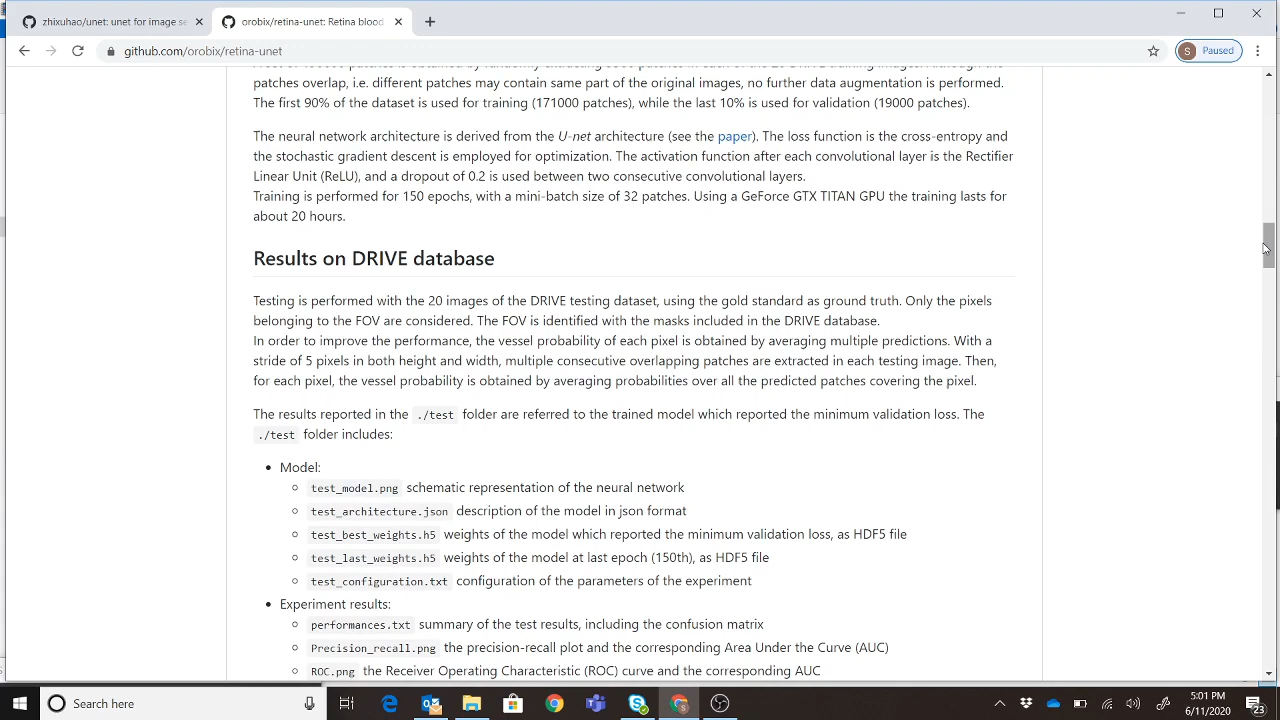 zhixuhao/unet: unet for image se
orobix/retina-unet: Retina blood
github.com/orobix/retina-unet
S Paused
patches overlap, i.e. different patches may contain same part of the original images, no further data augmentation is performed.
The first 90% of the dataset is used for training (171000 patches), while the last 10% is used for validation (19000 patches).
The neural network architecture is derived from the U-net architecture (see the paper). The loss function is the cross-entropy and
the stochastic gradient descent is employed for optimization. The activation function after each convolutional layer is the Rectifier
Linear Unit (ReLU), and a dropout of 0.2 is used between two consecutive convolutional layers.
Training is performed for 150 epochs, with a mini-batch size of 32 patches. Using a GeForce GTX TITAN GPU the training lasts for
about 20 hours.
Results on DRIVE database
Testing is performed with the 20 images of the DRIVE testing dataset, using the gold standard as ground truth. Only the pixels
belonging to the FOV are considered. The FOV is identified with the masks included in the DRIVE database.
In order to improve the performance, the vessel probability of each pixel is obtained by averaging multiple predictions. With a
stride of 5 pixels in both height and width, multiple consecutive overlapping patches are extracted in each testing image. Then,
for each pixel, the vessel probability is obtained by averaging probabilities over all the predicted patches covering the pixel.
The results reported in the ./test folder are referred to the trained model which reported the minimum validation loss. The
./test folder includes:
Model:
test_model.png schematic representation of the neural network
test_architecture.json description of the model in json format
test_best_weights.h5 weights of the model which reported the minimum validation loss, as HDF5 file
test_last_weights.h5 weights of the model at last epoch (150th), as HDF5 file
test_configuration.txt configuration of the parameters of the experiment
Experiment results:
performances.txt summary of the test results, including the confusion matrix
Precision_recall.png the precision-recall plot and the corresponding Area Under the Curve (AUC)
ROC.png the Receiver Operating Characteristic (ROC) curve and the corresponding AUC
Search here
5:01 PM
6/11/2020